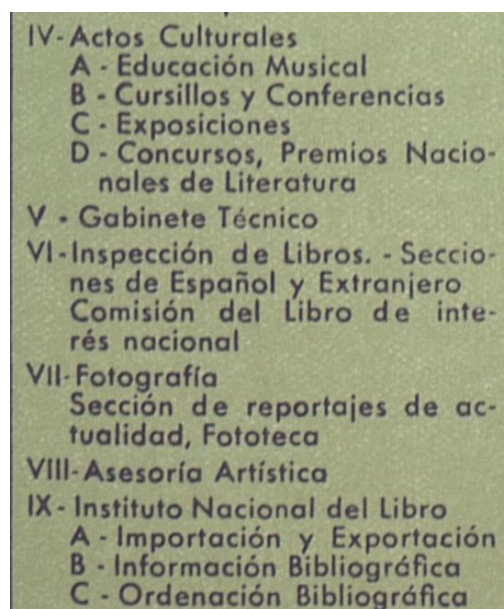 IV- Actos Culturales
A - Educación Musical
B - Cursillos y Conferencias
C - Exposiciones
D - Concursos, Premios Nacio-
nales de Literatura
V - Gabinete Técnico
VI - Inspección de Libros. - Seccio-
nes de Español y Extranjero
Comisión del Libro de inte-
rés nacional
VII- Fotografía
Sección de reportajes de ac-
tualidad, Fototeca
VIII- Asesoría Artística
IX - Instituto Nacional del Libro
A - Importación y Exportación
B - Información Bibliográfica
C - Ordenación Bibliográfica